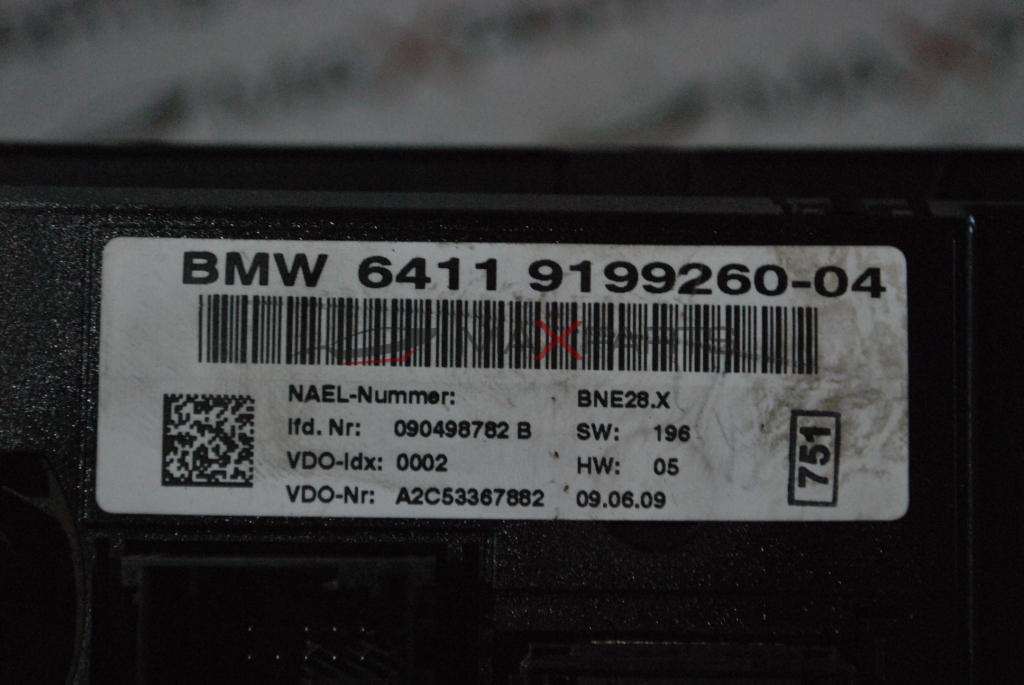 BMW 6411 9199260-04
MAXPARTS
NAEL-Nummer: BNE28.X
lfd. Nr: 090498782 B SW: 196
VDO-Idx: 0002 HW: 05
VDO-Nr: A2C53367882 09.06.09
751